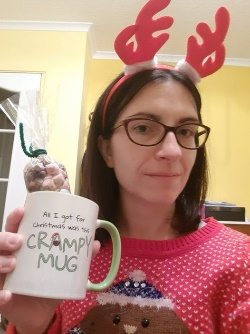 All I got for
Christmas was this
CRAMPY
MUG